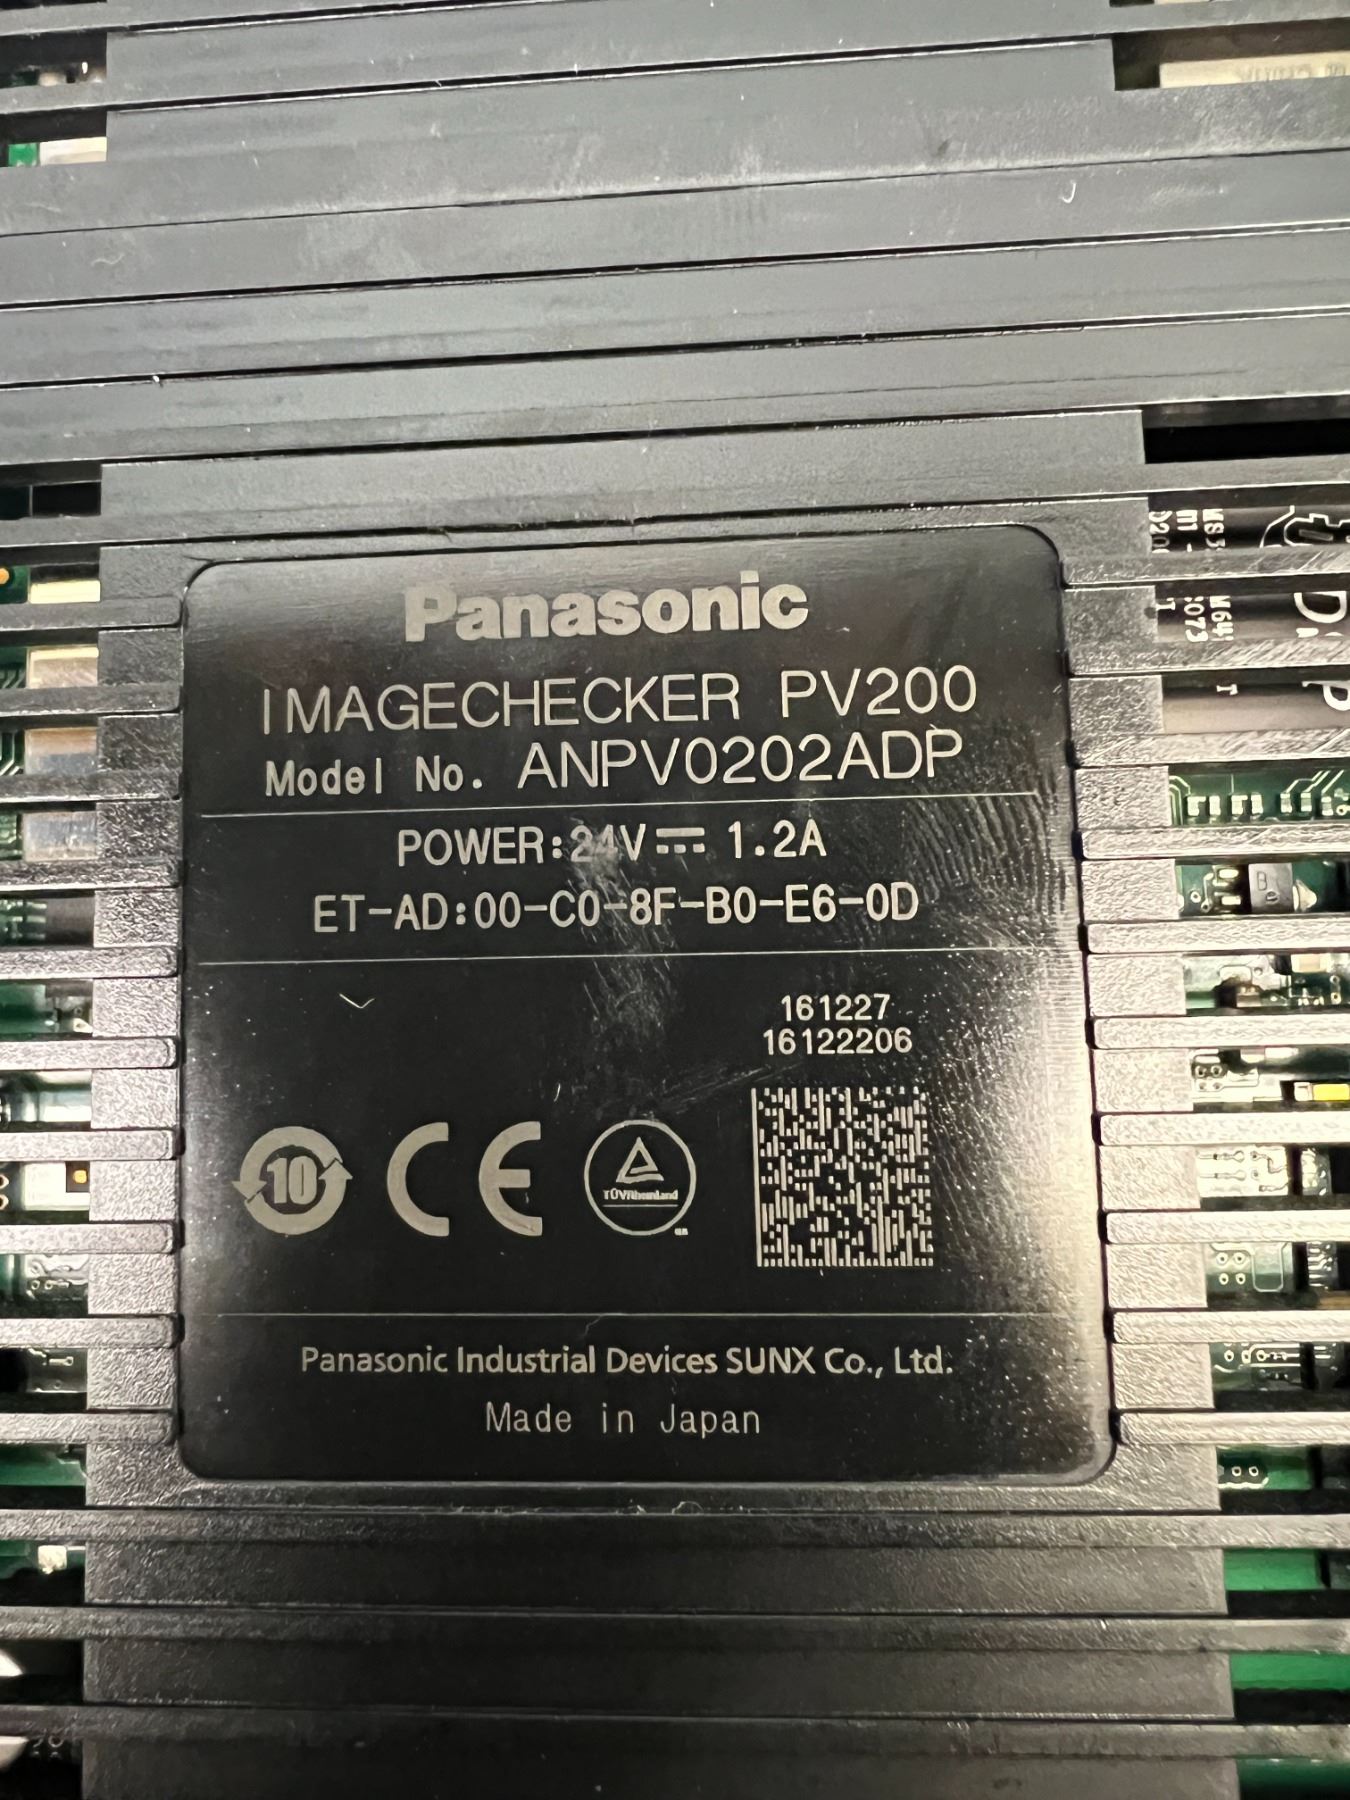 Panasonic
IMAGECHECKER PV200
Model No. ANPV0202ADP
POWER:24V⎓1.2A
ET-AD:00-C0-8F-B0-E6-0D
161227
16122206
10 CE TÜVRheinland
Panasonic Industrial Devices SUNX Co., Ltd.
Made in Japan